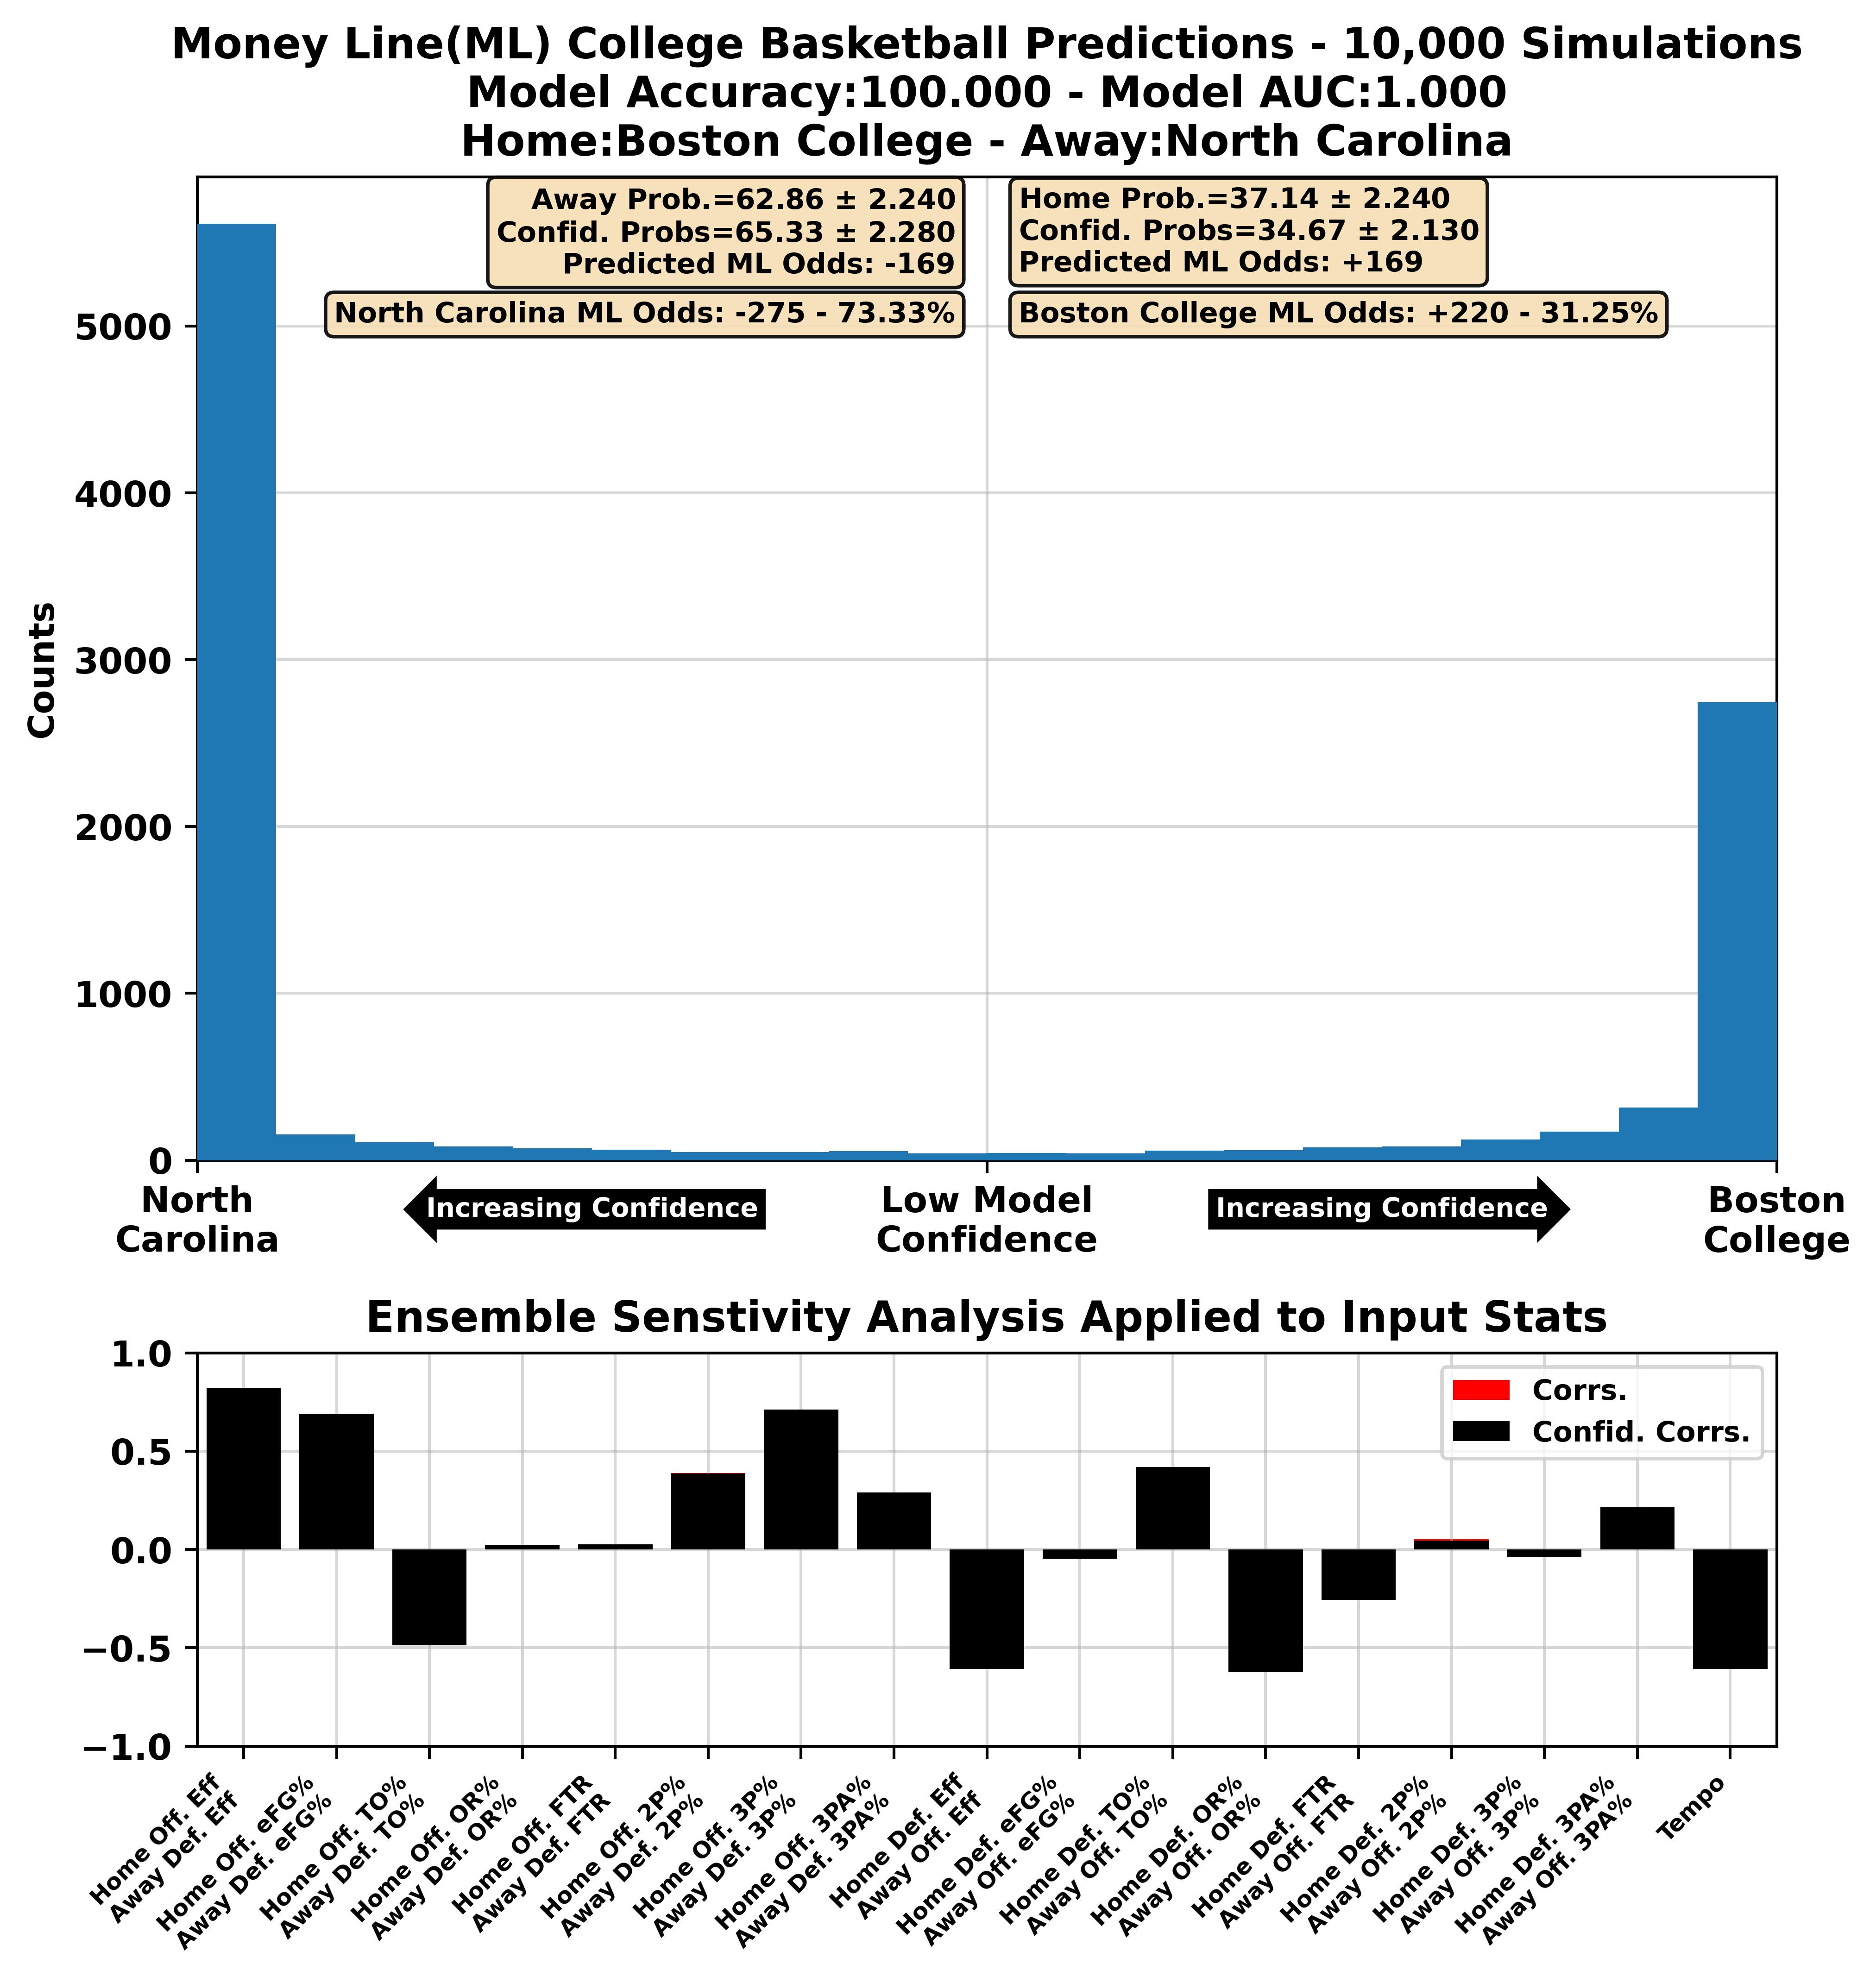 Money Line(ML) College Basketball Predictions - 10,000 Simulations
Model Accuracy:100.000 - Model AUC:1.000
Home:Boston College - Away:North Carolina
Away Prob.=62.86 ± 2.240
Confid. Probs=65.33 ± 2.280
Predicted ML Odds: -169
North Carolina ML Odds: -275 - 73.33%
Home Prob.=37.14 ± 2.240
Confid. Probs=34.67 ± 2.130
Predicted ML Odds: +169
Boston College ML Odds: +220 - 31.25%
Counts
5000
4000
3000
2000
1000
0
North
Carolina
Increasing Confidence
Low Model
Confidence
Increasing Confidence
Boston
College
Ensemble Senstivity Analysis Applied to Input Stats
1.0
0.5
0.0
−0.5
−1.0
Corrs.
Confid. Corrs.
Home Off. Eff
Away Def. Eff
Home Off. eFG%
Away Def. eFG%
Home Off. TO%
Away Def. TO%
Home Off. OR%
Away Def. OR%
Home Off. FTR
Away Def. FTR
Home Off. 2P%
Away Def. 2P%
Home Off. 3P%
Away Def. 3P%
Home Off. 3PA%
Away Def. 3PA%
Home Def. Eff
Away Off. Eff
Home Def. eFG%
Away Off. eFG%
Home Def. TO%
Away Off. TO%
Home Def. OR%
Away Off. OR%
Home Def. FTR
Away Off. FTR
Home Def. 2P%
Away Off. 2P%
Home Def. 3P%
Away Off. 3P%
Home Def. 3PA%
Away Off. 3PA%
Tempo